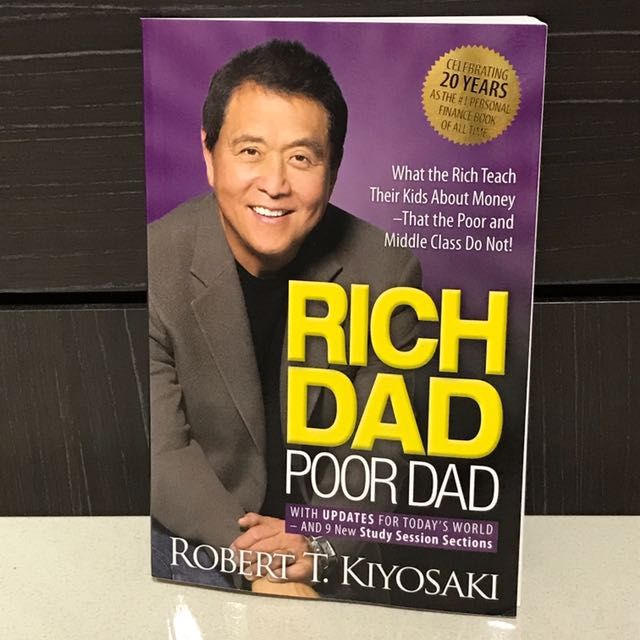 CELEBRATING
20 YEARS
AS THE #1 PERSONAL
FINANCE BOOK
OF ALL TIME
What the Rich Teach
Their Kids About Money
–That the Poor and
Middle Class Do Not!
RICH
DAD
POOR DAD
WITH UPDATES FOR TODAY'S WORLD
– AND 9 New Study Session Sections
ROBERT T. KIYOSAKI